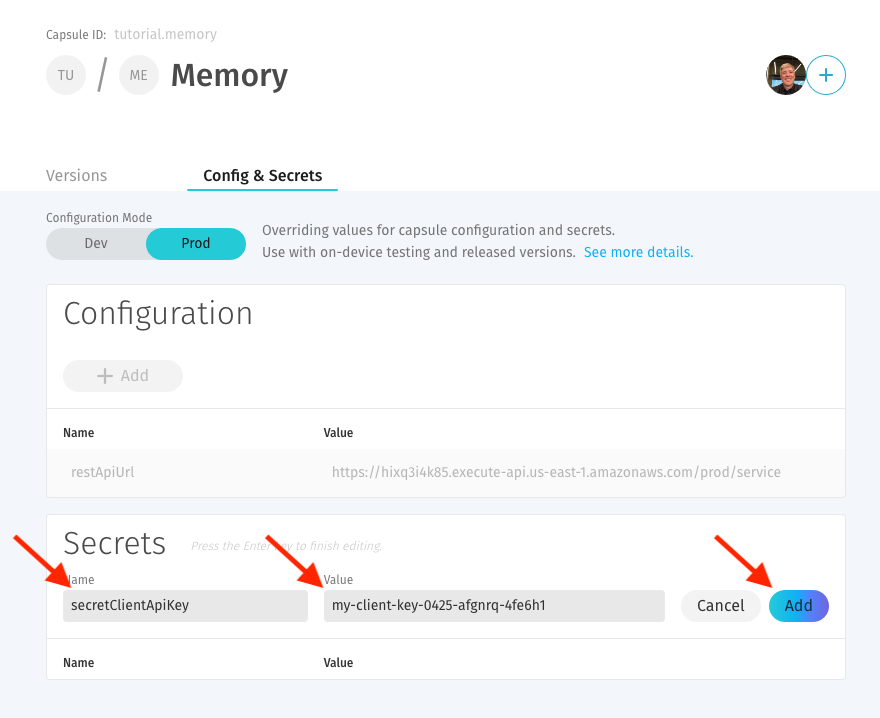 Capsule ID: tutorial.memory
TU / ME Memory
Versions Config & Secrets
Configuration Mode
Dev Prod
Overriding values for capsule configuration and secrets.
Use with on-device testing and released versions. See more details.
Configuration
+ Add
Name Value
restApiUrl https://hixq3i4k85.execute-api.us-east-1.amazonaws.com/prod/service
Secrets Press the Enter key to finish editing.
Name Value
secretClientApiKey my-client-key-0425-afgnrq-4fe6h1 Cancel Add
Name Value